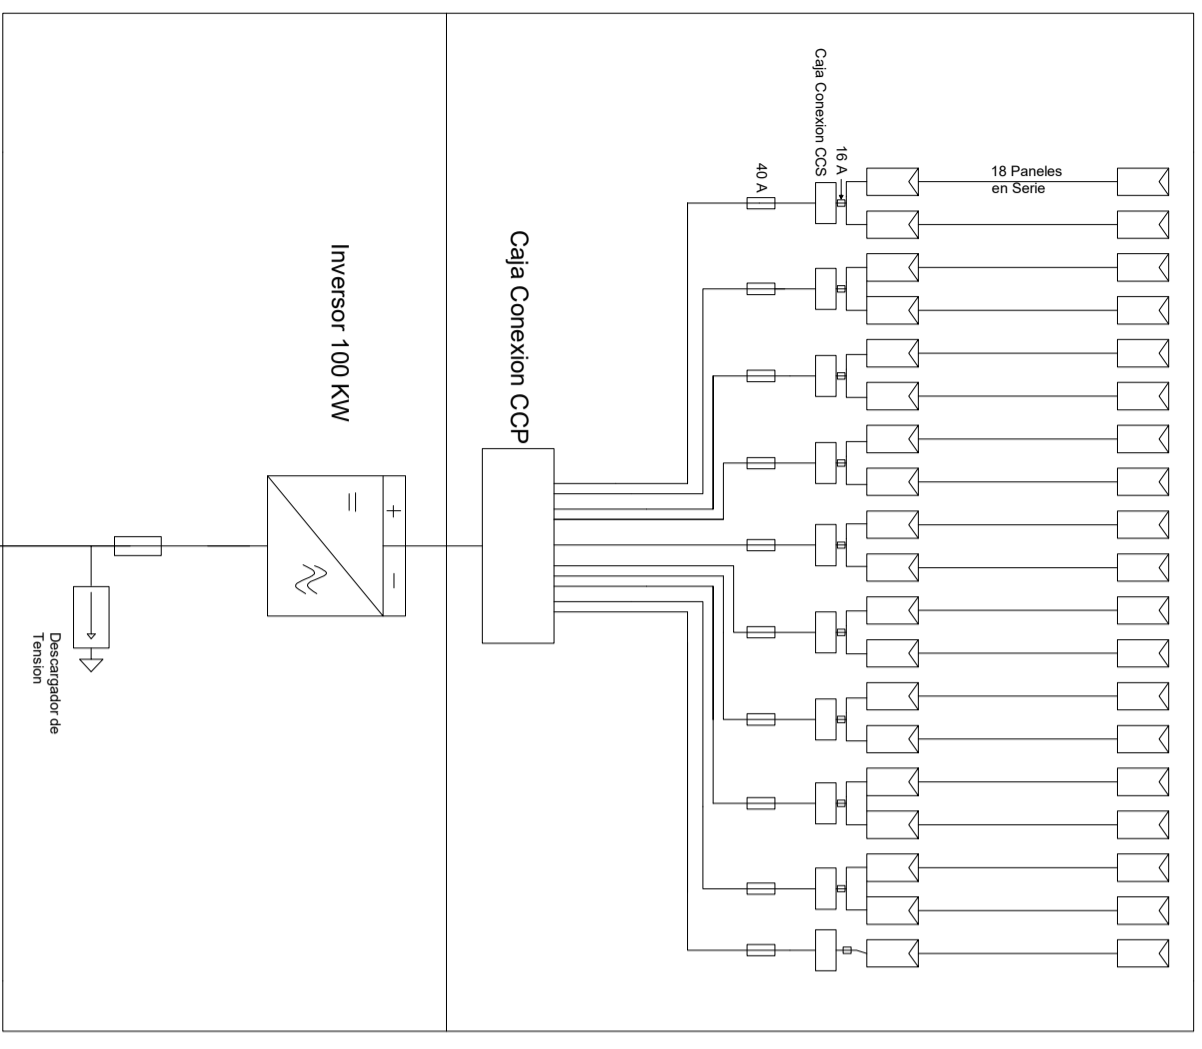 18 Paneles
en Serie
Caja Conexion CCS
16 A
40 A
Caja Conexion CCP
Inversor 100 KW
+
−
=
Descargador de
Tension